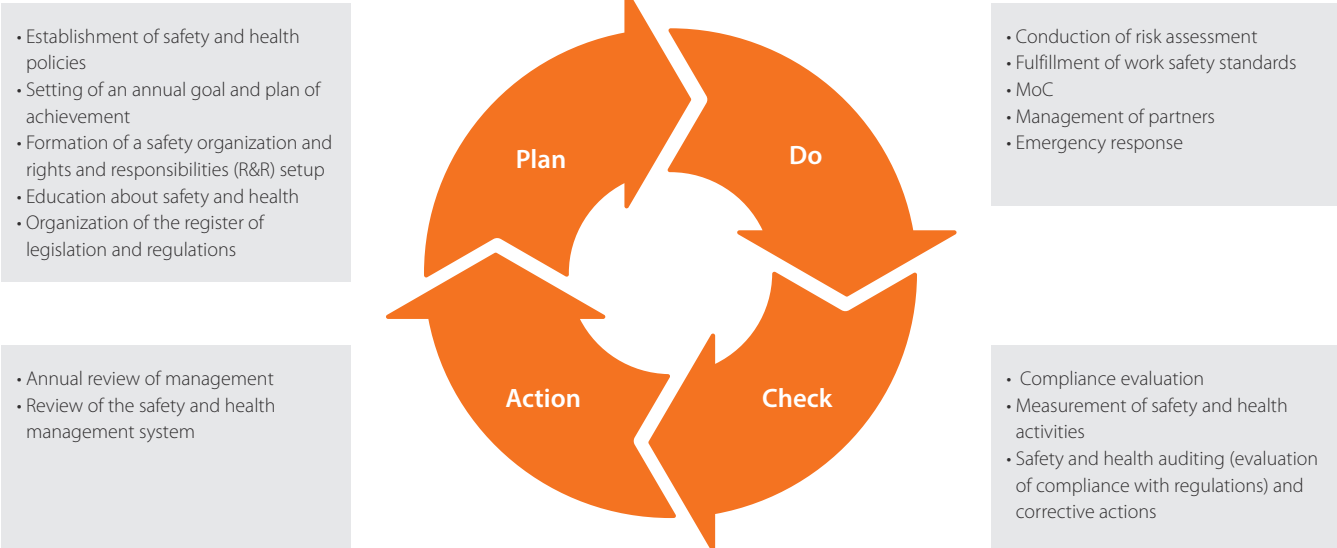 • Establishment of safety and health
policies
• Setting of an annual goal and plan of
achievement
• Formation of a safety organization and
rights and responsibilities (R&R) setup
• Education about safety and health
• Organization of the register of
legislation and regulations
Plan
Do
• Conduction of risk assessment
• Fulfillment of work safety standards
• MoC
• Management of partners
• Emergency response
• Annual review of management
• Review of the safety and health
management system
Action
Check
• Compliance evaluation
• Measurement of safety and health
activities
• Safety and health auditing (evaluation
of compliance with regulations) and
corrective actions